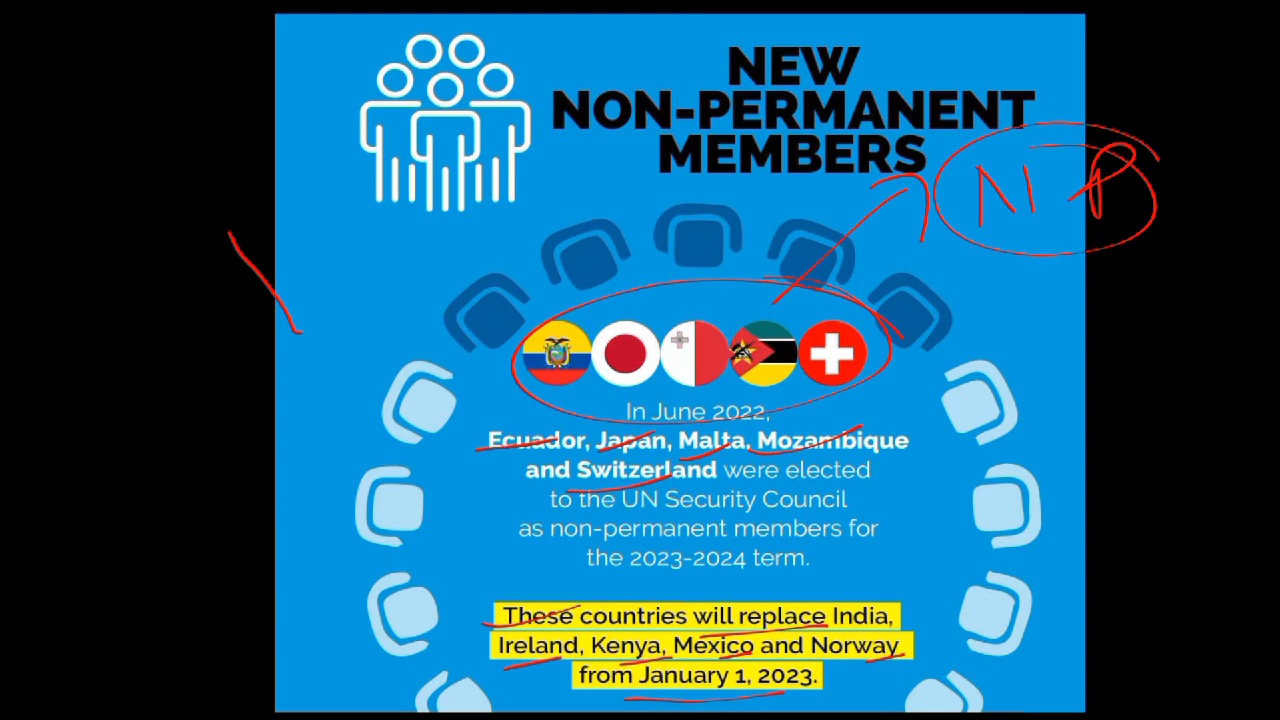 NEW
NON-PERMANENT
MEMBERS
NP
In June 2022,
Ecuador, Japan, Malta, Mozambique
and Switzerland were elected
to the UN Security Council
as non-permanent members for
the 2023-2024 term.
These countries will replace India,
Ireland, Kenya, Mexico and Norway
from January 1, 2023.